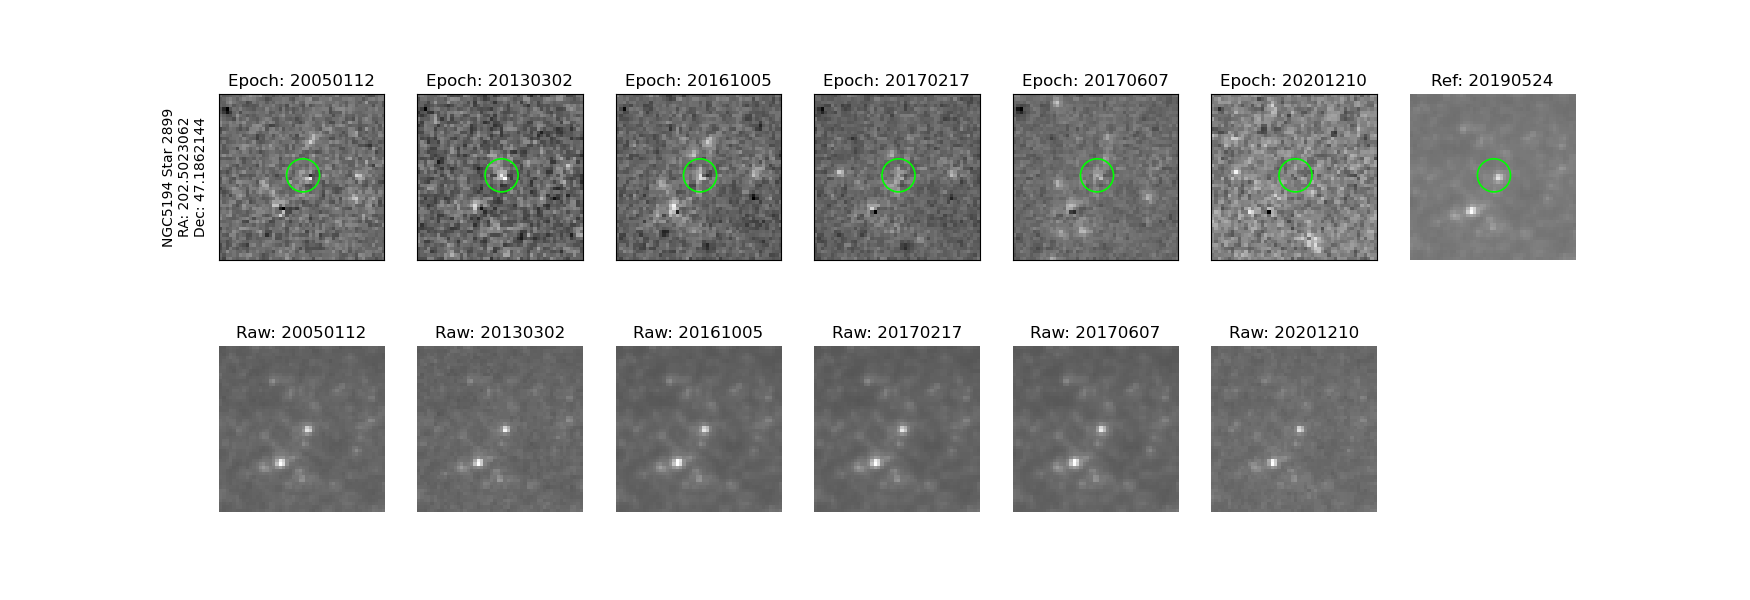 NGC5194 Star 2899
RA: 202.5023062
Dec: 47.1862144
Epoch: 20050112
Epoch: 20130302
Epoch: 20161005
Epoch: 20170217
Epoch: 20170607
Epoch: 20201210
Ref: 20190524
Raw: 20050112
Raw: 20130302
Raw: 20161005
Raw: 20170217
Raw: 20170607
Raw: 20201210